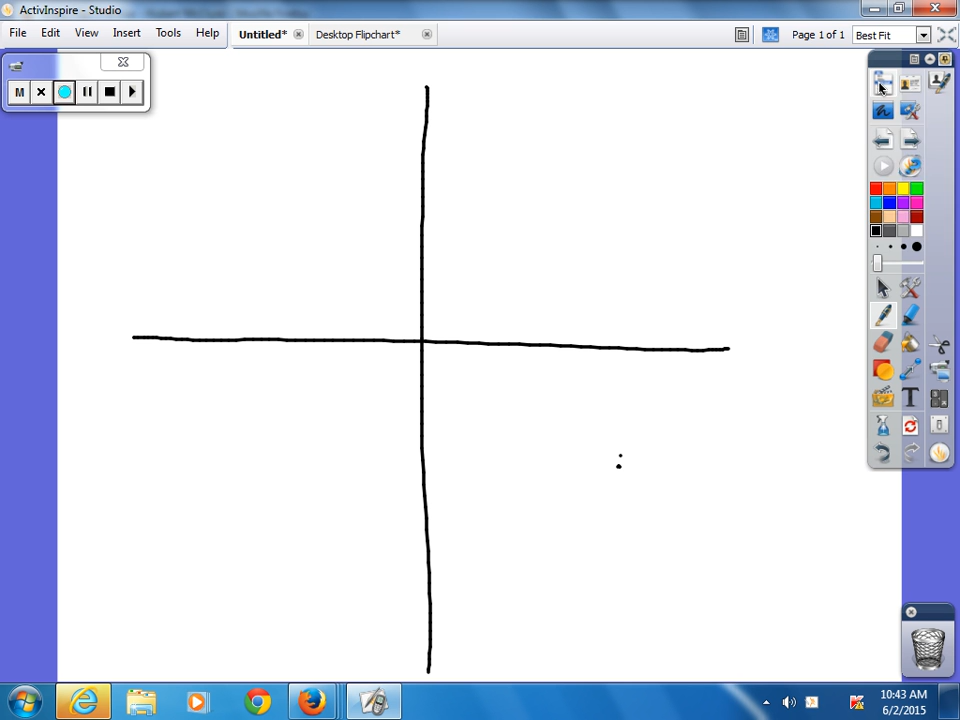 ActivInspire - Studio
File Edit View Insert Tools Help Untitled* Desktop Flipchart* Page 1 of 1 Best Fit
M
T
10:43 AM
6/2/2015